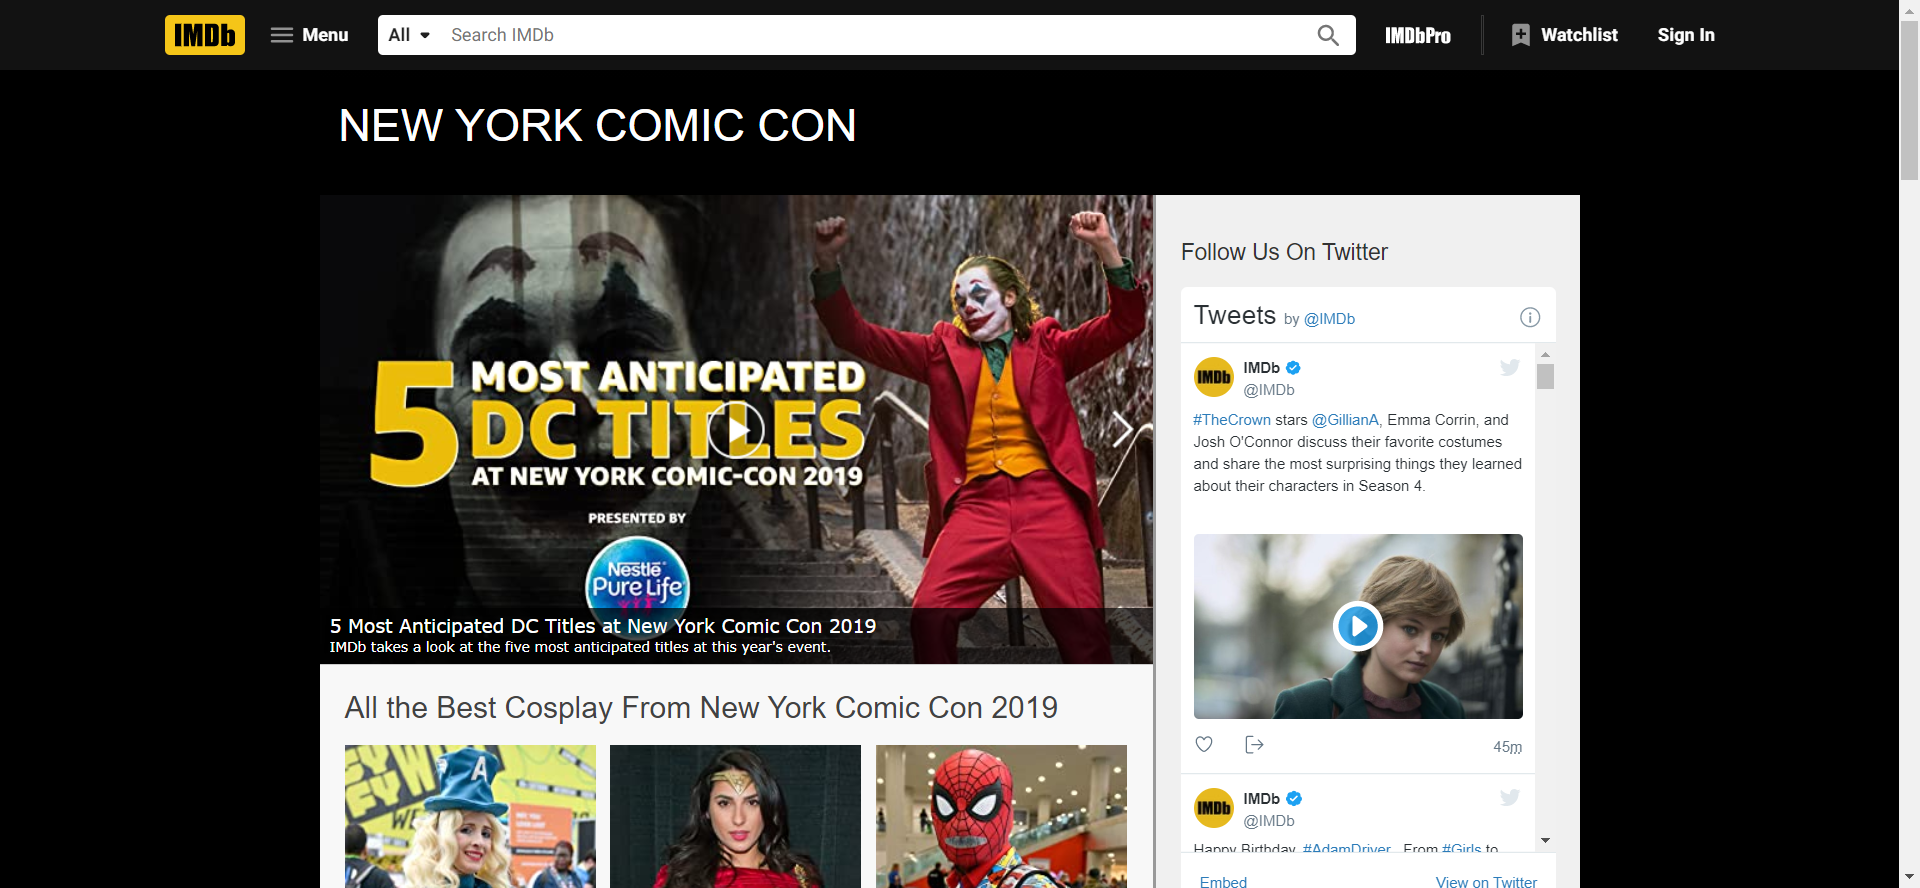 IMDb
Menu
All
Search IMDb
IMDbPro
Watchlist
Sign In
NEW YORK COMIC CON
5 MOST ANTICIPATED
DC TITLES
AT NEW YORK COMIC-CON 2019
PRESENTED BY
Nestlé
Pure Life
5 Most Anticipated DC Titles at New York Comic Con 2019
IMDb takes a look at the five most anticipated titles at this year's event.
All the Best Cosplay From New York Comic Con 2019
A
Follow Us On Twitter
Tweets by @IMDb
IMDb
IMDb
@IMDb
#TheCrown stars @GillianA, Emma Corrin, and
Josh O'Connor discuss their favorite costumes
and share the most surprising things they learned
about their characters in Season 4.
45m
IMDb
IMDb
@IMDb
Happy Birthday, #AdamDriver. From #Girls to
Embed
View on Twitter